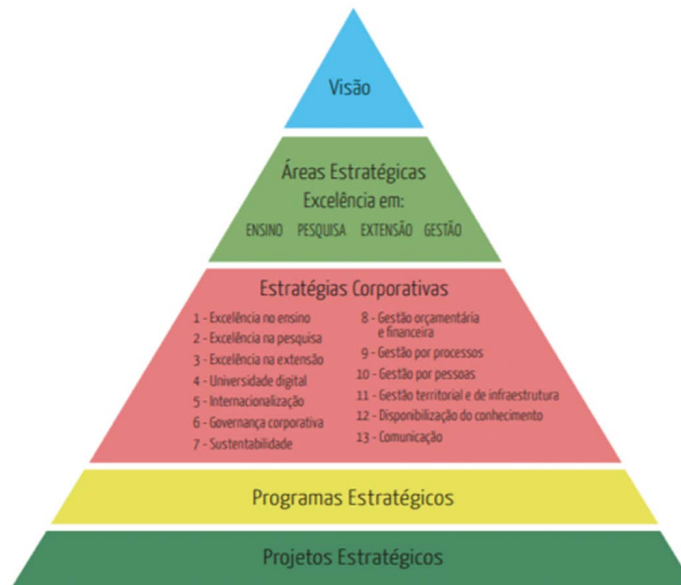 Visão
Áreas Estratégicas
Excelência em:
ENSINO PESQUISA EXTENSÃO GESTÃO
Estratégias Corporativas
1 - Excelência no ensino
2 - Excelência na pesquisa
3 - Excelência na extensão
4 - Universidade digital
5 - Internacionalização
6 - Governança corporativa
7 - Sustentabilidade
8 - Gestão orçamentária
e financeira
9 - Gestão por processos
10 - Gestão por pessoas
11 - Gestão territorial e de infraestrutura
12 - Disponibilização do conhecimento
13 - Comunicação
Programas Estratégicos
Projetos Estratégicos